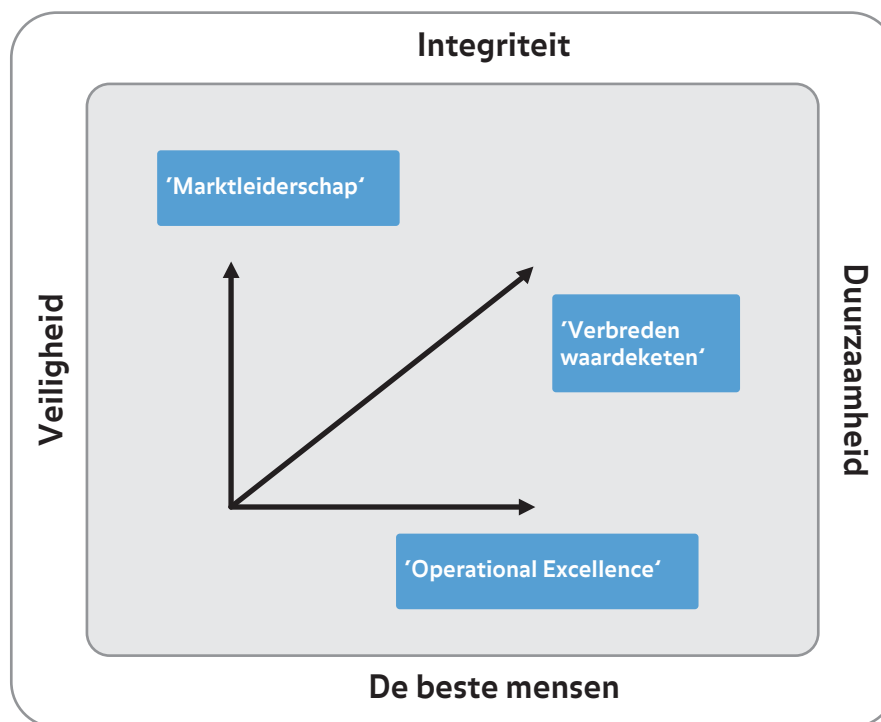 Integriteit
’Marktleiderschap‘
Veiligheid
’Verbreden
waardeketen‘
Duurzaamheid
’Operational Excellence‘
De beste mensen